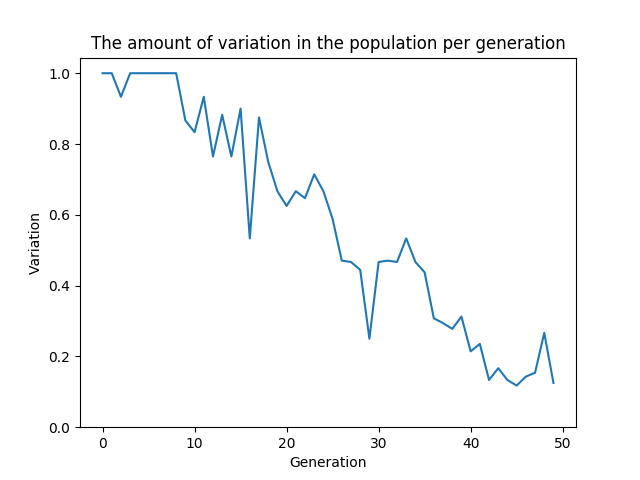 The amount of variation in the population per generation
1.0
0.8
0.6
0.4
0.2
0.0
Variation
0 10 20 30 40 50
Generation